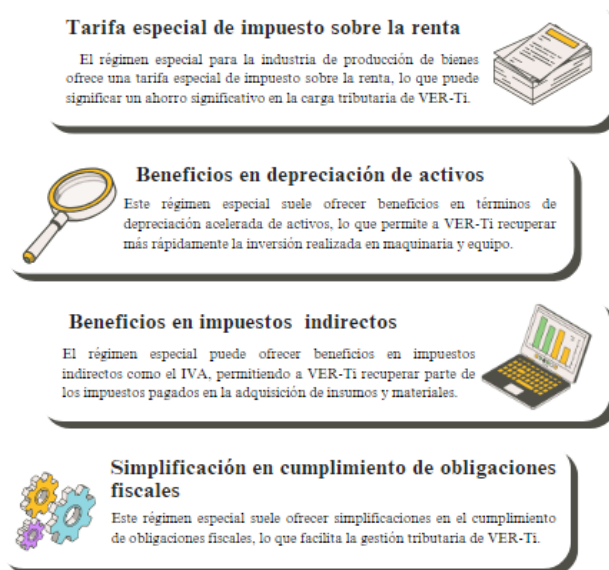 Tarifa especial de impuesto sobre la renta
El régimen especial para la industria de producción de bienes
ofrece una tarifa especial de impuesto sobre la renta, lo que puede
significar un ahorro significativo en la carga tributaria de VER-Ti.
Beneficios en depreciación de activos
Este régimen especial suele ofrecer beneficios en términos de
depreciación acelerada de activos, lo que permite a VER-Ti recuperar
más rápidamente la inversión realizada en maquinaria y equipo.
Beneficios en impuestos indirectos
El régimen especial puede ofrecer beneficios en impuestos
indirectos como el IVA, permitiendo a VER-Ti recuperar parte de
los impuestos pagados en la adquisición de insumos y materiales.
Simplificación en cumplimiento de obligaciones
fiscales
Este régimen especial suele ofrecer simplificaciones en el cumplimiento
de obligaciones fiscales, lo que facilita la gestión tributaria de VER-Ti.